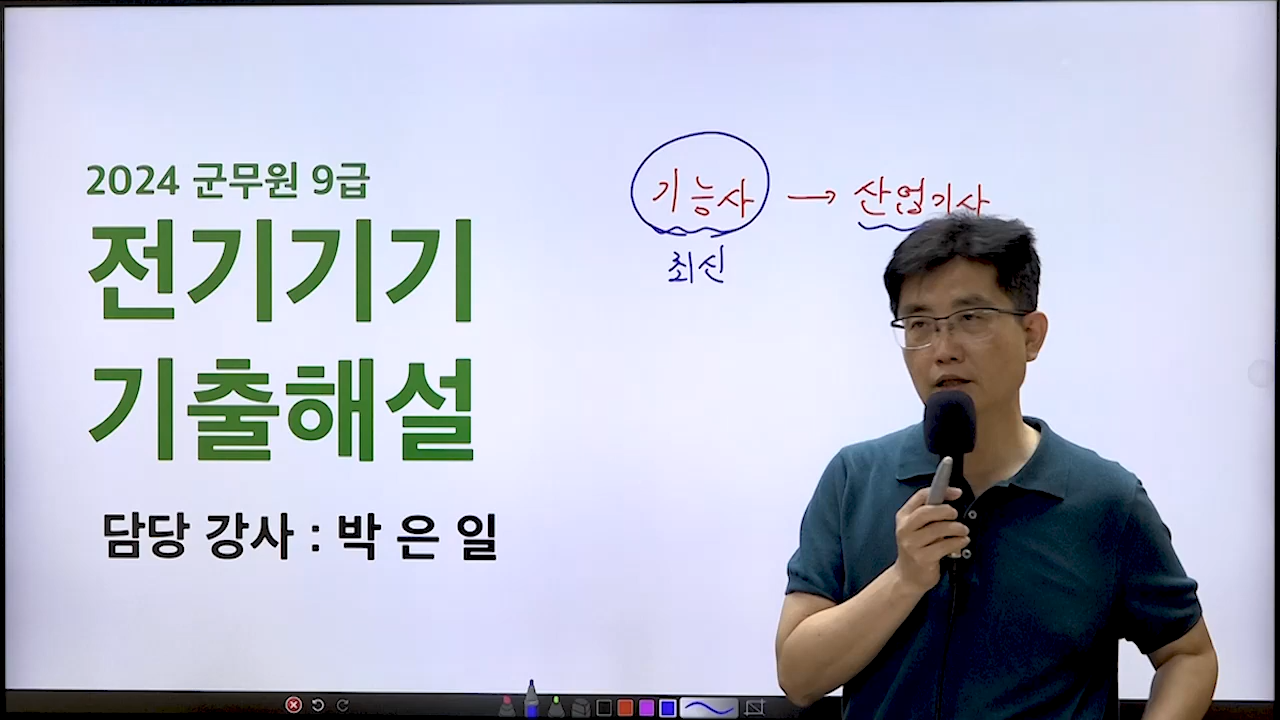 2024 군무원 9급
전기기기
기출해설
담당 강사 : 박 은 일
기능사 → 산업기사
최신